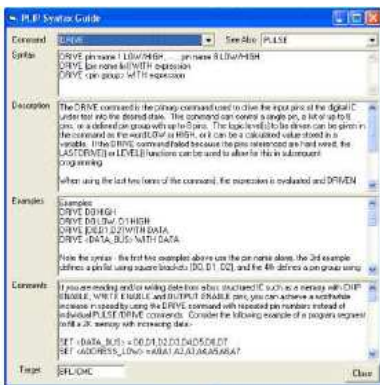 PLIP Syntax Guide
Command DRIVE See Also PULSE
Syntax DRIVE pin name 1 LOW/HIGH, ..... pin name 8 LOW/HIGH
DRIVE [pin name list] WITH expression
DRIVE <pin group> WITH expression
Description The DRIVE command is the primary command used to drive the input pins of the digital IC
under test into the desired state. This command can control a single pin, a list of up to 8
pins, or a defined pin group with up to 8 pins. The logic level(s) to be driven can be given in
the command as the word LOW or HIGH, or it can be a calculated value stored in a
variable. If the DRIVE command failed because the pins referenced are hard wired, the
LASTDRIVE() or LEVEL() functions can be used to allow for this in subsequent
programming.
When using the last two forms of the command, the expression is evaluated and DRIVEN
Examples Examples:
DRIVE D0 HIGH
DRIVE D0 LOW, D1 HIGH
DRIVE [D0,D1,D2] WITH DATA
DRIVE <DATA_BUS> WITH DATA
Note the syntax - the first two examples above use the pin name alone, the 3rd example
defines a pin list using square brackets [D0, D1, D2], and the 4th defines a pin group using
Comments If you are reading and/or writing data from a bus structured IC such as a memory with CHIP
ENABLE, WRITE ENABLE and OUTPUT ENABLE pins, you can achieve a worthwhile
increase in speed by using the DRIVE command with repeated pin numbers instead of
individual PULSE/DRIVE commands. Consider the following example of a program segment
to fill a 2K memory with increasing data:-
SET <DATA_BUS> = D0,D1,D2,D3,D4,D5,D6,D7
SET <ADDRESS_LOW> = A0,A1,A2,A3,A4,A5,A6,A7
Target BFL/CMC Close